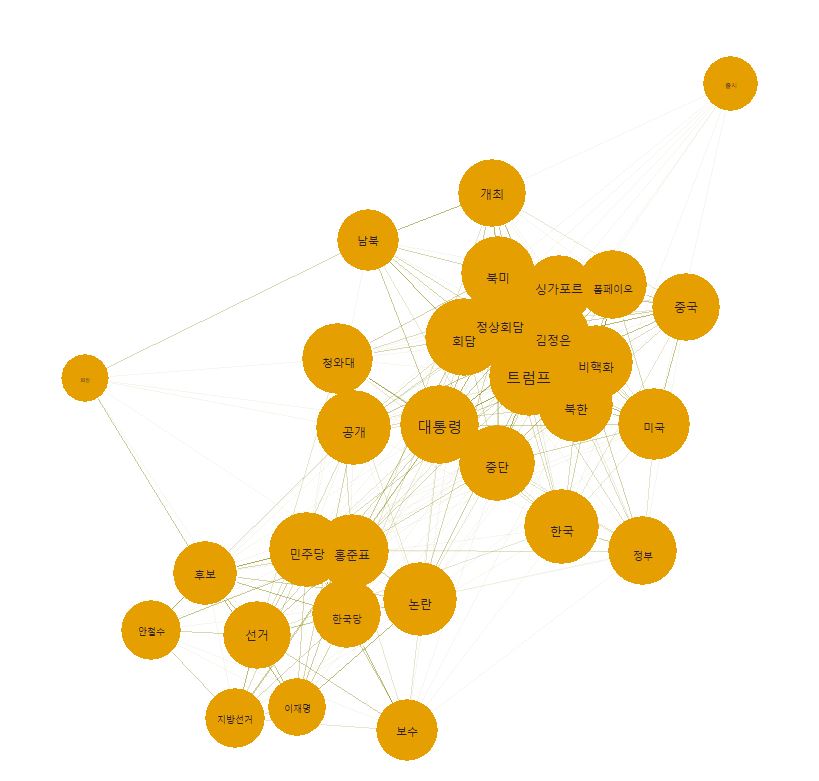 개최
남북
북미
싱가포르
폼페이오
중국
정상회담
회담
김정은
청와대
비핵화
트럼프
북한
대통령
공개
미국
중단
한국
민주당
홍준표
정부
후보
논란
한국당
안철수
선거
이재명
지방선거
보수